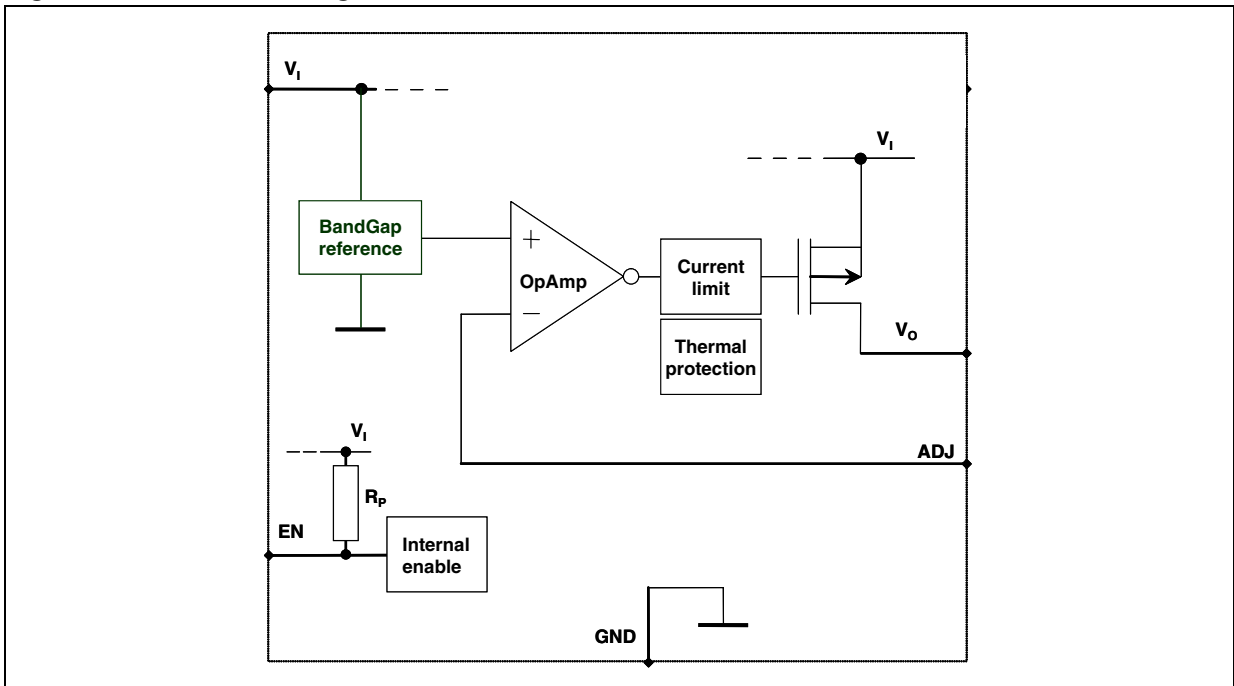 V_I
V_I
BandGap
reference
+
OpAmp
−
Current
limit
Thermal
protection
V_O
V_I
ADJ
R_P
EN
Internal
enable
GND